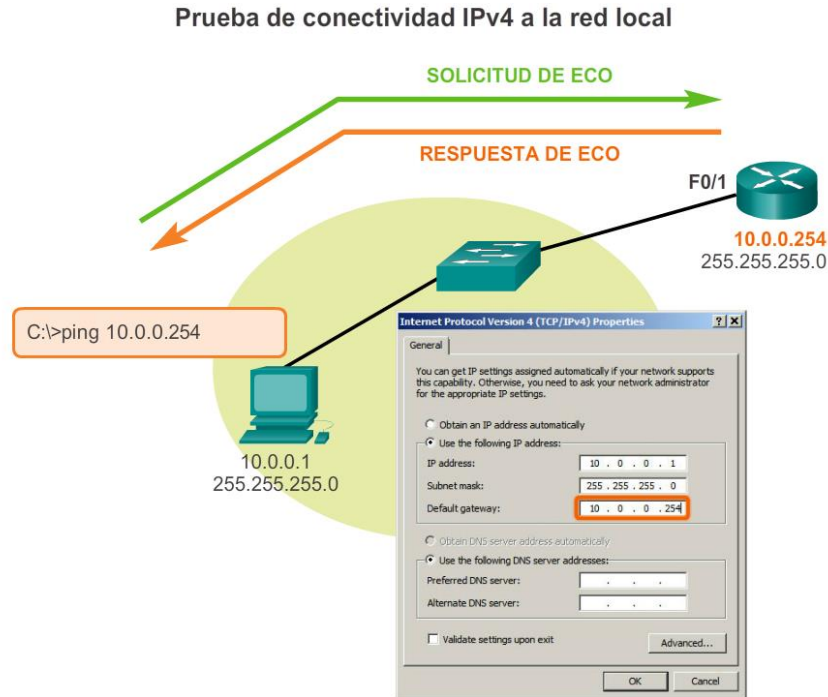 Prueba de conectividad IPv4 a la red local
SOLICITUD DE ECO
RESPUESTA DE ECO
F0/1
10.0.0.254
255.255.255.0
C:\>ping 10.0.0.254
10.0.0.1
255.255.255.0
Internet Protocol Version 4 (TCP/IPv4) Properties
General
You can get IP settings assigned automatically if your network supports
this capability. Otherwise, you need to ask your network administrator
for the appropriate IP settings.
Obtain an IP address automatically
Use the following IP address:
IP address: 10 . 0 . 0 . 1
Subnet mask: 255 . 255 . 255 . 0
Default gateway: 10 . 0 . 0 . 254
Obtain DNS server address automatically
Use the following DNS server addresses:
Preferred DNS server: . . .
Alternate DNS server: . . .
Validate settings upon exit
Advanced...
OK Cancel